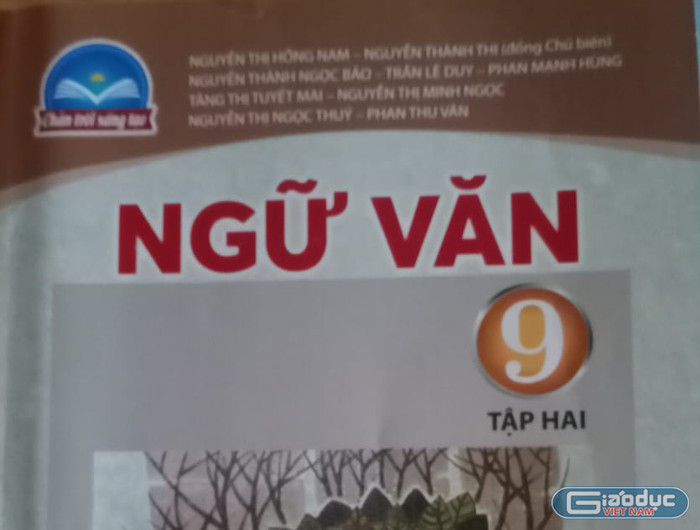 NGUYỄN THỊ HỒNG NAM – NGUYỄN THÀNH THI (đồng Chủ biên)
NGUYỄN THÀNH NGỌC BẢO – TRẦN LÊ DUY – PHAN MẠNH HÙNG
TĂNG THỊ TUYẾT MAI – NGUYỄN THỊ MINH NGỌC
NGUYỄN THỊ NGỌC THUÝ – PHAN THU VÂN
Chân trời sáng tạo
NGỮ VĂN
9
TẬP HAI
Giáodục
VIỆT NAM